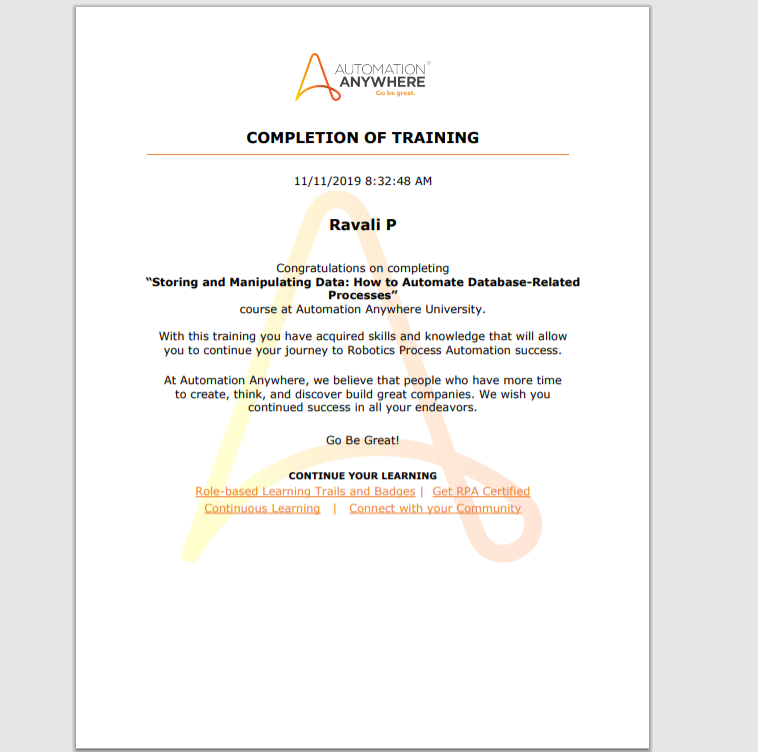 AUTOMATION®
ANYWHERE
Go be great.
COMPLETION OF TRAINING
11/11/2019 8:32:48 AM
Ravali P
Congratulations on completing
“Storing and Manipulating Data: How to Automate Database-Related
Processes”
course at Automation Anywhere University.
With this training you have acquired skills and knowledge that will allow
you to continue your journey to Robotics Process Automation success.
At Automation Anywhere, we believe that people who have more time
to create, think, and discover build great companies. We wish you
continued success in all your endeavors.
Go Be Great!
CONTINUE YOUR LEARNING
Role-based Learning Trails and Badges | Get RPA Certified
Continuous Learning | Connect with your Community